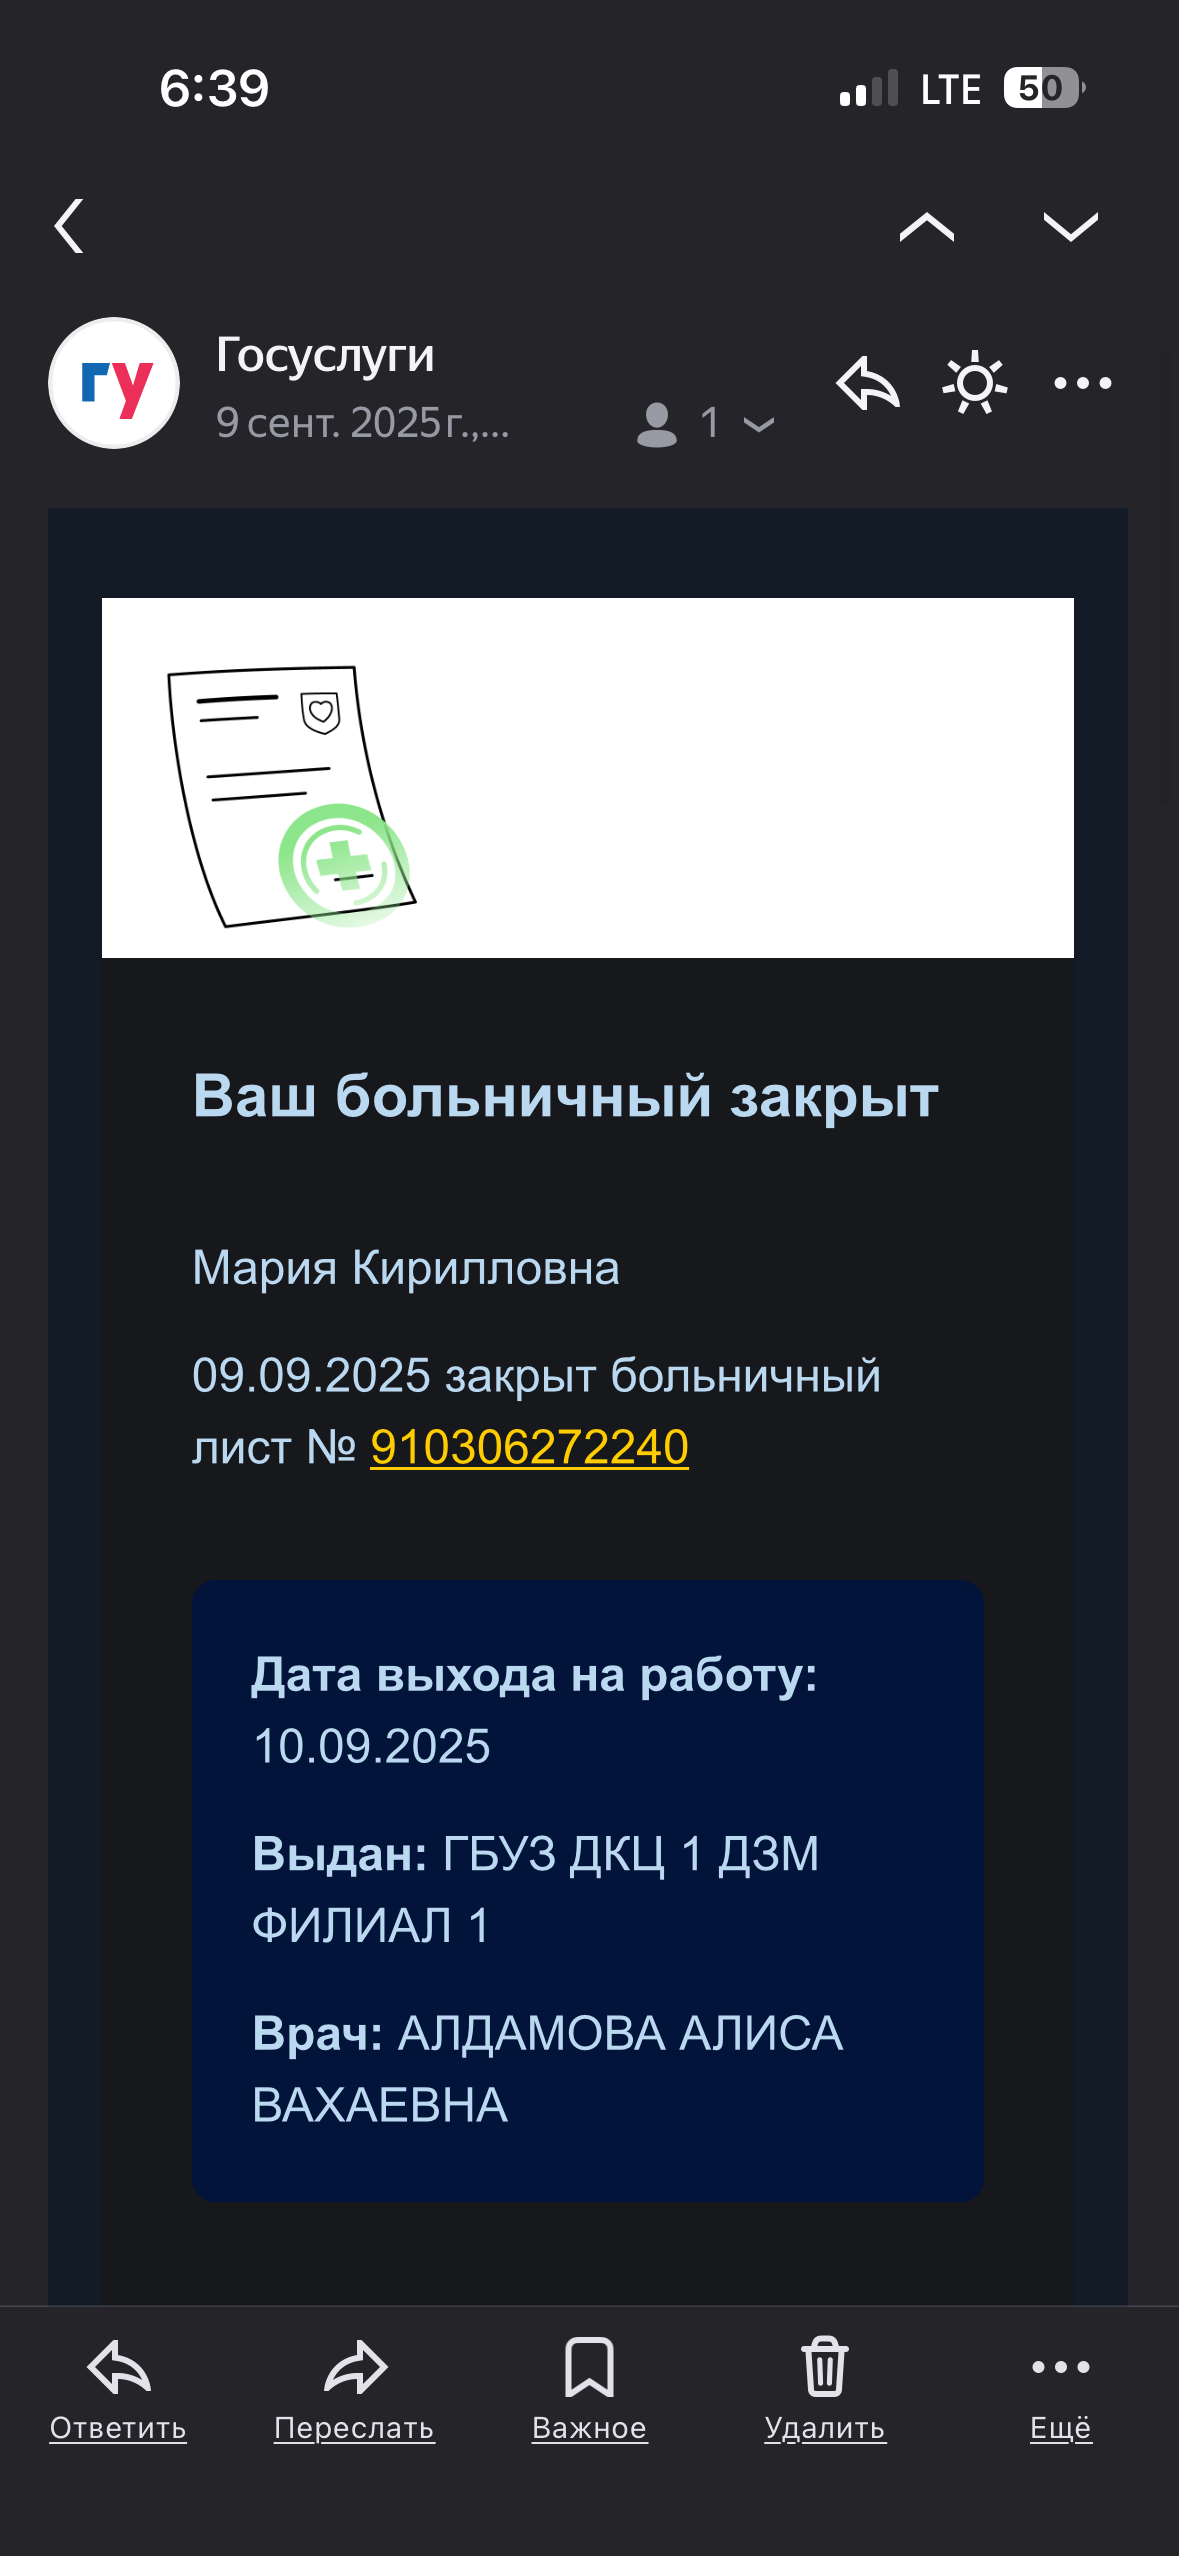 6:39
LTE
50
гу
Госуслуги
9 сент. 2025 г.,...
1
Ваш больничный закрыт
Мария Кирилловна
09.09.2025 закрыт больничный
лист № 910306272240
Дата выхода на работу:
10.09.2025
Выдан: ГБУЗ ДКЦ 1 ДЗМ
ФИЛИАЛ 1
Врач: АЛДАМОВА АЛИСА
ВАХАЕВНА
Ответить
Переслать
Важное
Удалить
Ещё